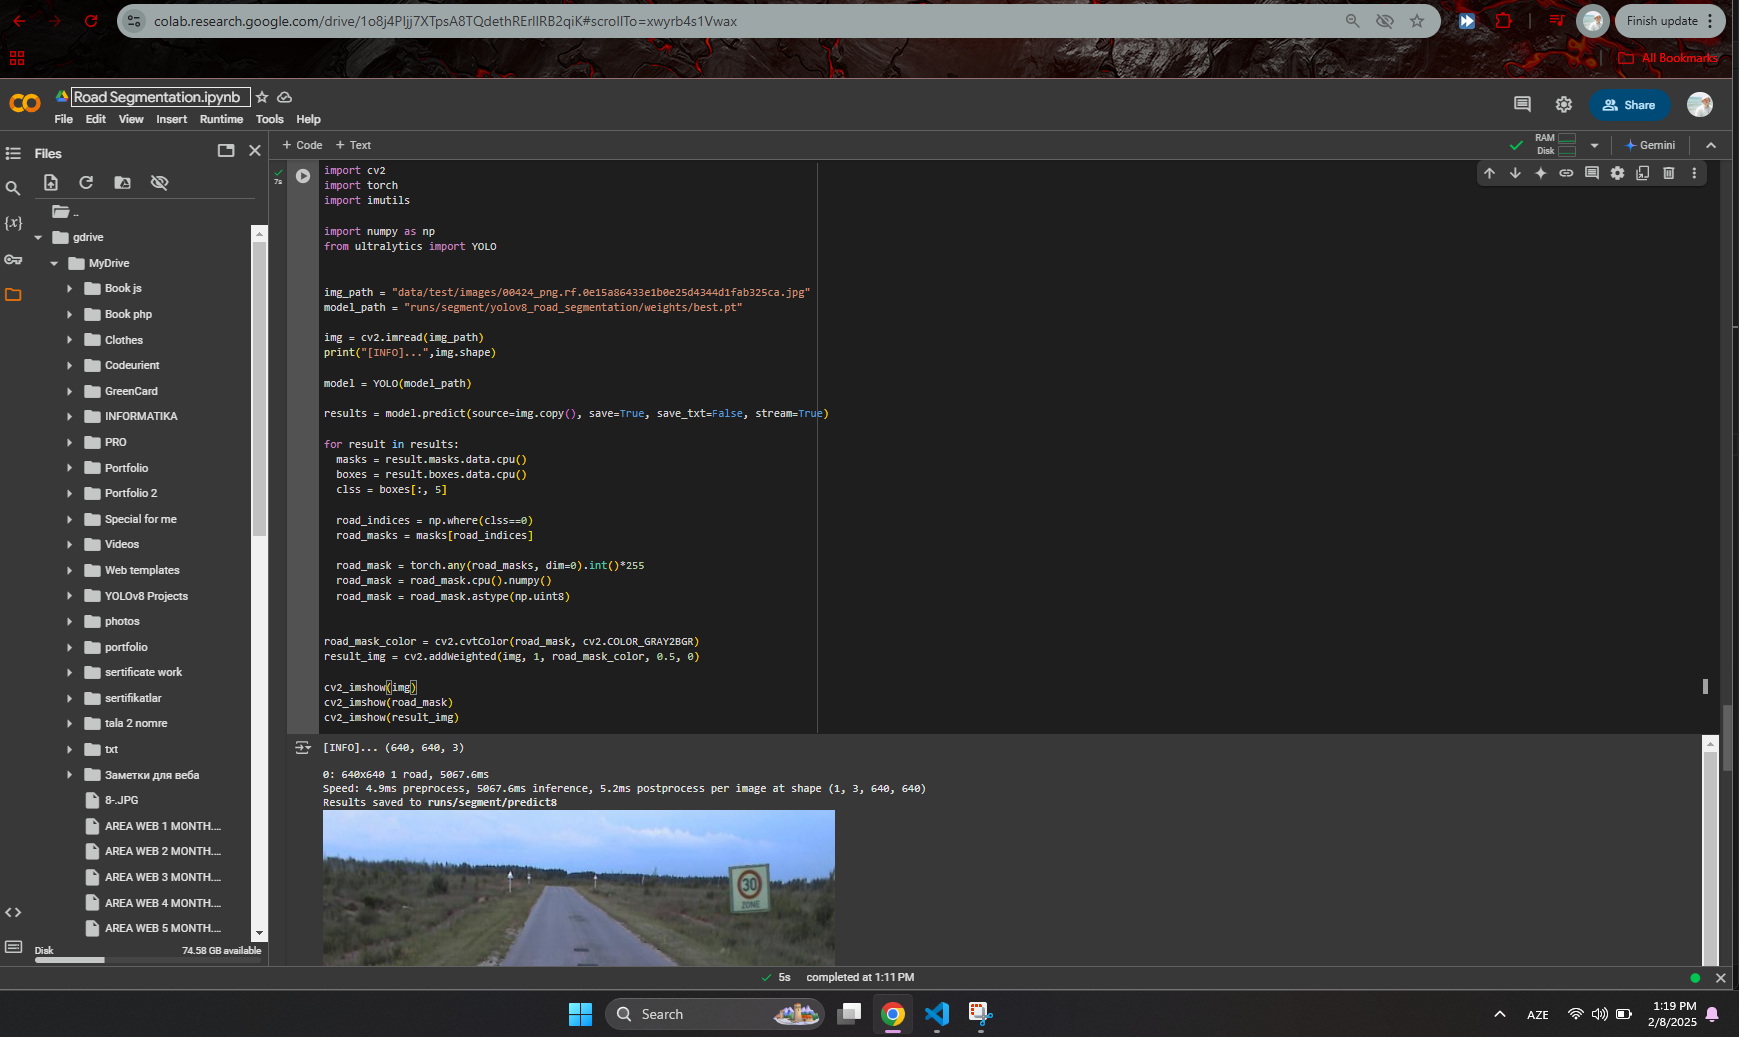 colab.research.google.com/drive/1o8j4PIjj7XTpsA8TQdethRErlIRB2qiK#scrollTo=xwyrb4s1Vwax
Finish update
All Bookmarks
CO
Road Segmentation.ipynb
File Edit View Insert Runtime Tools Help
Share
Files
+ Code + Text
RAM
Disk
Gemini
{x}
..
gdrive
MyDrive
Book js
Book php
Clothes
Codeurient
GreenCard
INFORMATIKA
PRO
Portfolio
Portfolio 2
Special for me
Videos
Web templates
YOLOv8 Projects
photos
portfolio
sertificate work
sertifikatlar
tala 2 nomre
txt
Заметки для веба
8-.JPG
AREA WEB 1 MONTH....
AREA WEB 2 MONTH....
AREA WEB 3 MONTH....
AREA WEB 4 MONTH....
AREA WEB 5 MONTH....
Disk 74.58 GB available
7s
import cv2
import torch
import imutils
import numpy as np
from ultralytics import YOLO
img_path = "data/test/images/00424_png.rf.0e15a86433e1b0e25d4344d1fab325ca.jpg"
model_path = "runs/segment/yolov8_road_segmentation/weights/best.pt"
img = cv2.imread(img_path)
print("[INFO]...",img.shape)
model = YOLO(model_path)
results = model.predict(source=img.copy(), save=True, save_txt=False, stream=True)
for result in results:
masks = result.masks.data.cpu()
boxes = result.boxes.data.cpu()
clss = boxes[:, 5]
road_indices = np.where(clss==0)
road_masks = masks[road_indices]
road_mask = torch.any(road_masks, dim=0).int()*255
road_mask = road_mask.cpu().numpy()
road_mask = road_mask.astype(np.uint8)
road_mask_color = cv2.cvtColor(road_mask, cv2.COLOR_GRAY2BGR)
result_img = cv2.addWeighted(img, 1, road_mask_color, 0.5, 0)
cv2_imshow(img)
cv2_imshow(road_mask)
cv2_imshow(result_img)
[INFO]... (640, 640, 3)
0: 640x640 1 road, 5067.6ms
Speed: 4.9ms preprocess, 5067.6ms inference, 5.2ms postprocess per image at shape (1, 3, 640, 640)
Results saved to runs/segment/predict8
30
ZONE
5s completed at 1:11 PM
Search
AZE
1:19 PM
2/8/2025